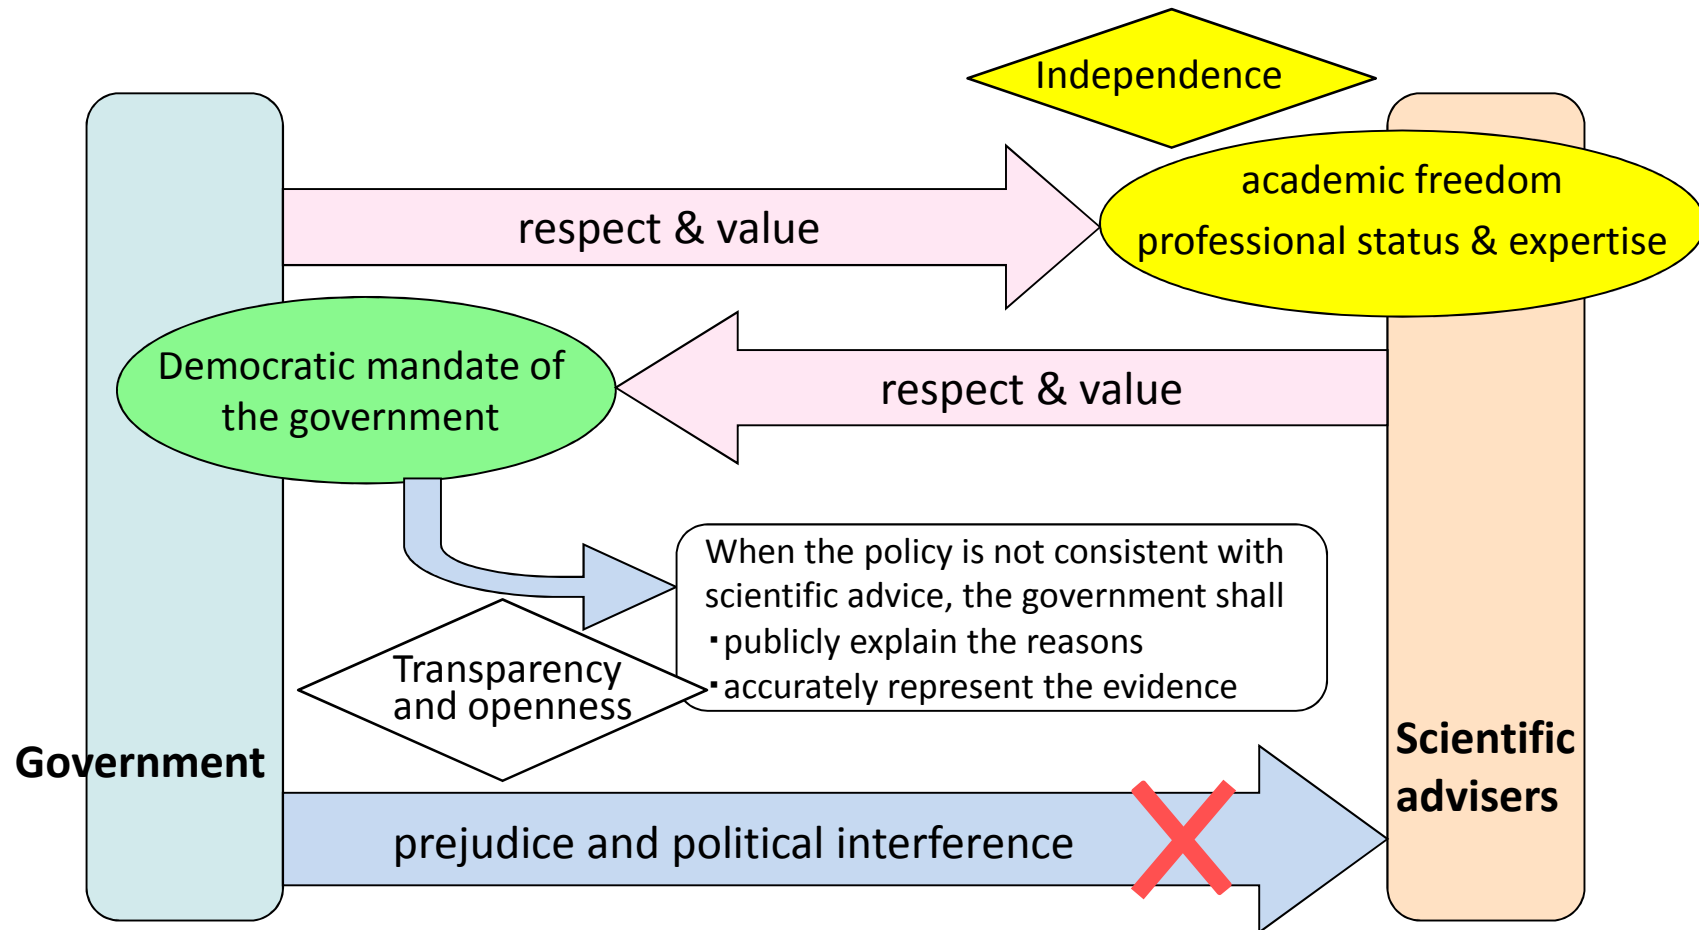 Independence
academic freedom
professional status & expertise
respect & value
Democratic mandate of
the government
respect & value
When the policy is not consistent with
scientific advice, the government shall
▪publicly explain the reasons
▪accurately represent the evidence
Transparency
and openness
Government
Scientific
advisers
prejudice and political interference